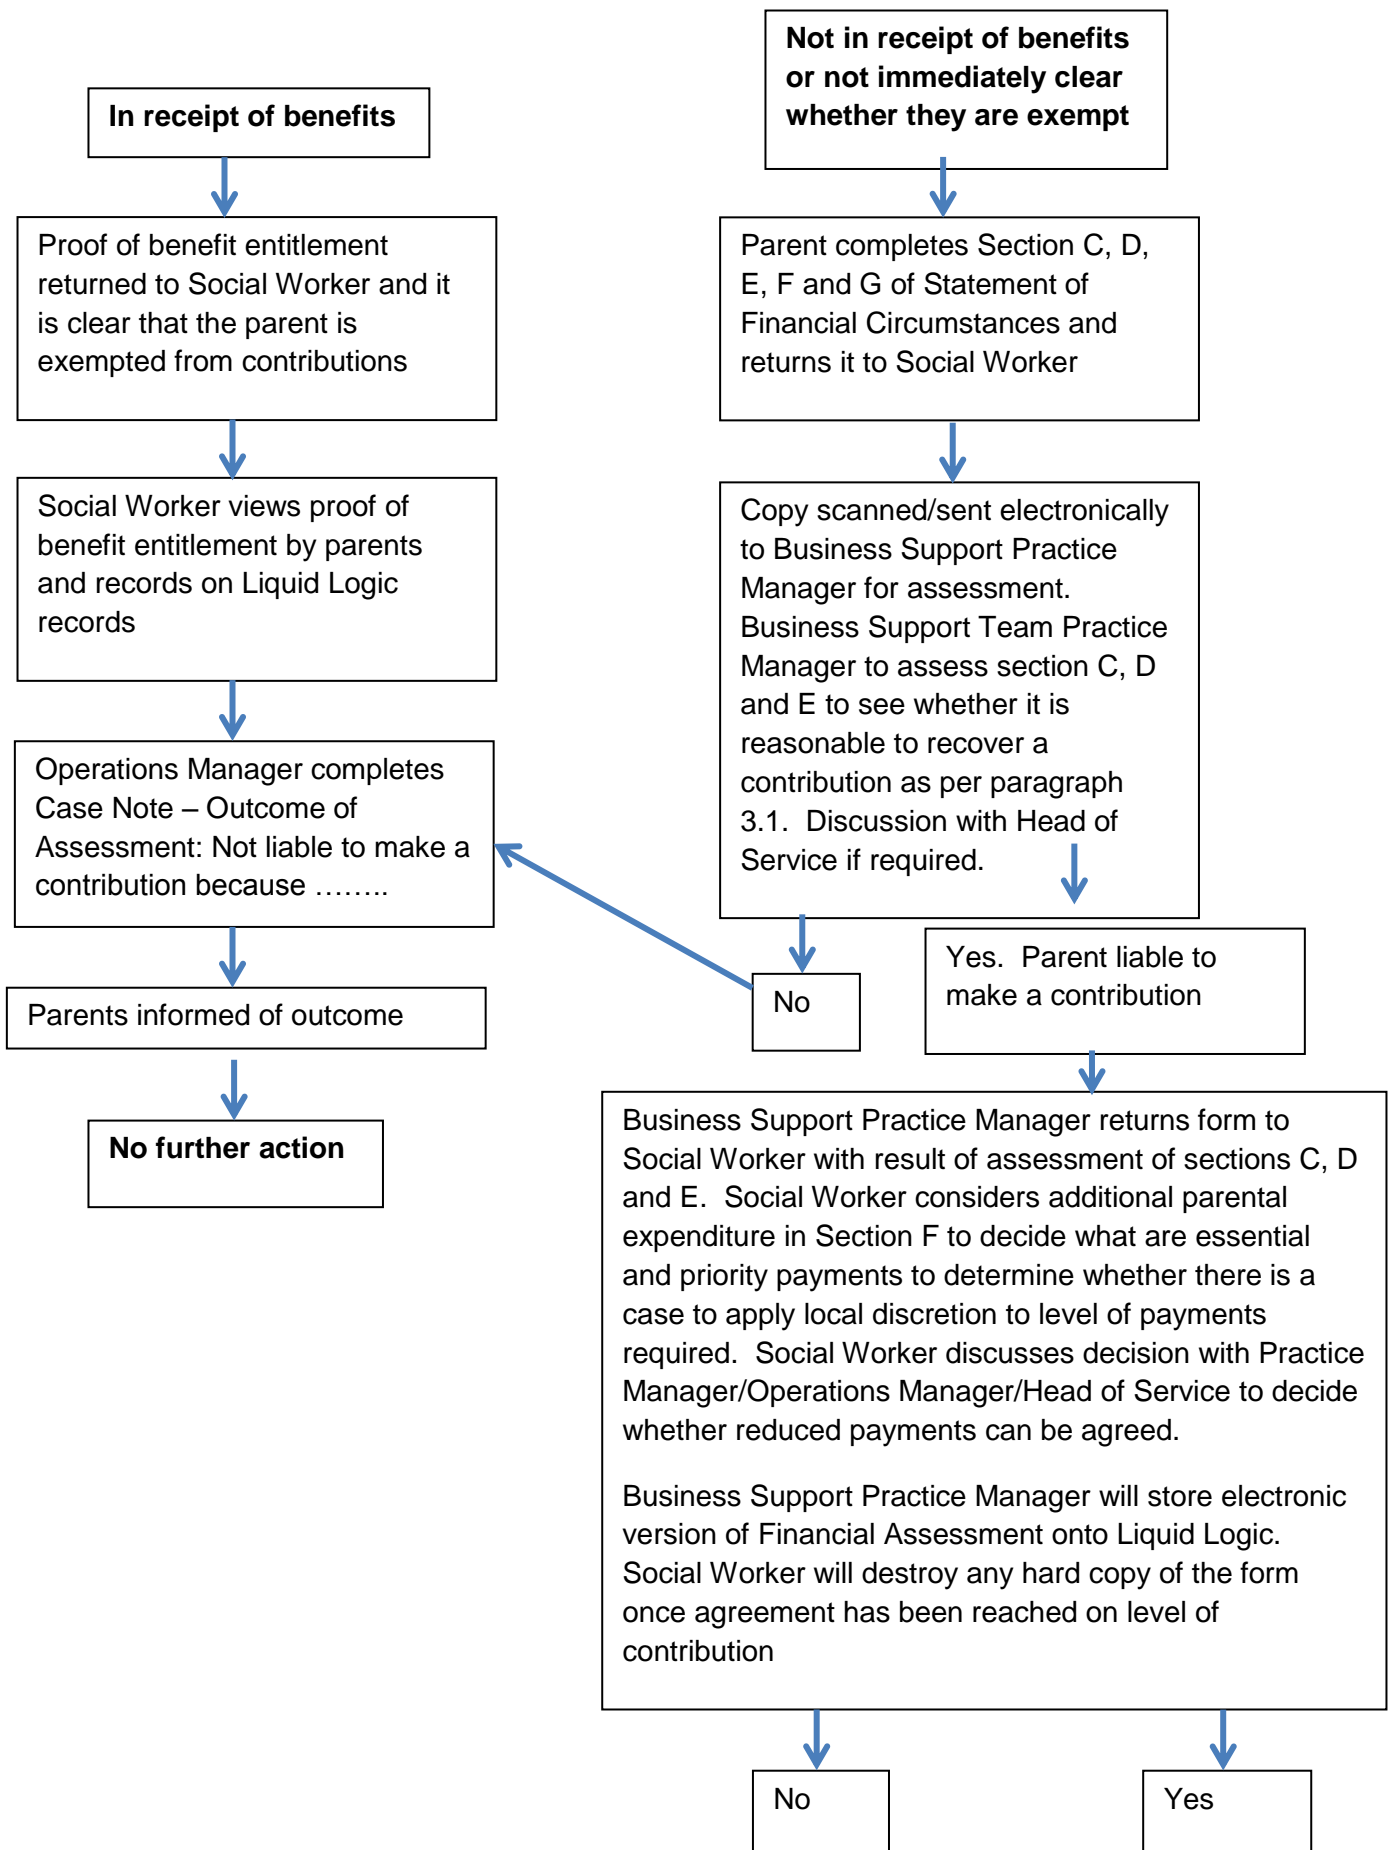 In receipt of benefits
Proof of benefit entitlement
returned to Social Worker and it
is clear that the parent is
exempted from contributions
Social Worker views proof of
benefit entitlement by parents
and records on Liquid Logic
records
Operations Manager completes
Case Note – Outcome of
Assessment: Not liable to make a
contribution because ……..
Parents informed of outcome
No further action
Not in receipt of benefits
or not immediately clear
whether they are exempt
Parent completes Section C, D,
E, F and G of Statement of
Financial Circumstances and
returns it to Social Worker
Copy scanned/sent electronically
to Business Support Practice
Manager for assessment.
Business Support Team Practice
Manager to assess section C, D
and E to see whether it is
reasonable to recover a
contribution as per paragraph
3.1.  Discussion with Head of
Service if required.
No
Yes.  Parent liable to
make a contribution
Business Support Practice Manager returns form to
Social Worker with result of assessment of sections C, D
and E.  Social Worker considers additional parental
expenditure in Section F to decide what are essential
and priority payments to determine whether there is a
case to apply local discretion to level of payments
required.  Social Worker discusses decision with Practice
Manager/Operations Manager/Head of Service to decide
whether reduced payments can be agreed.
Business Support Practice Manager will store electronic
version of Financial Assessment onto Liquid Logic.
Social Worker will destroy any hard copy of the form
once agreement has been reached on level of
contribution
No
Yes